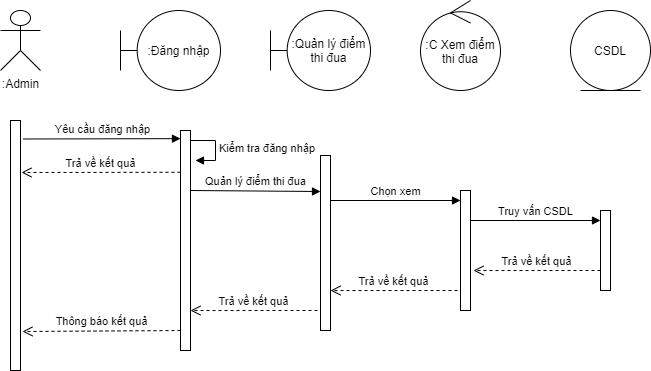 :Admin
:Đăng nhập
:Quản lý điểm
thi đua
:C Xem điểm
thi đua
CSDL
Yêu cầu đăng nhập
Kiểm tra đăng nhập
Trả về kết quả
Quản lý điểm thi đua
Chọn xem
Truy vấn CSDL
Trả về kết quả
Trả về kết quả
Trả về kết quả
Thông báo kết quả